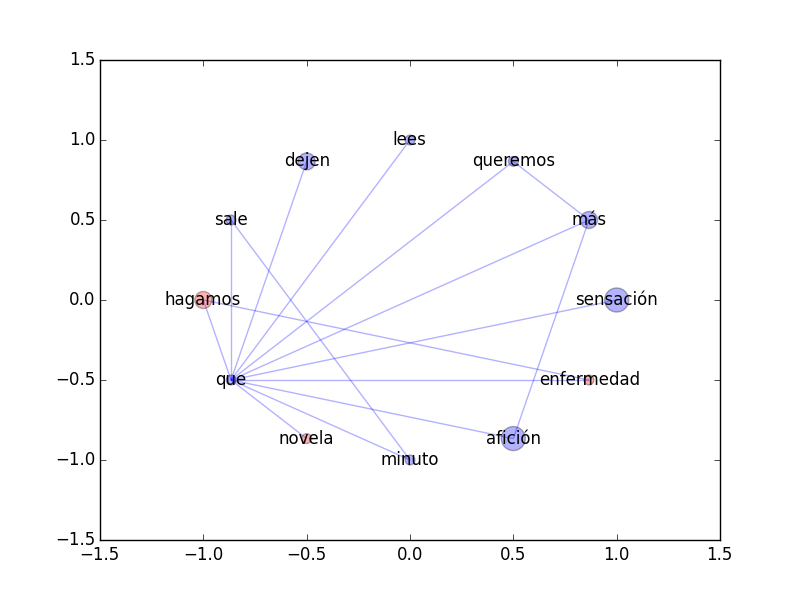 1.5
1.0
lees
dejen
queremos
0.5
sale
más
0.0
hagamos
sensación
−0.5
que
enfermedad
novela
afición
−1.0
minuto
−1.5
−1.5 −1.0 −0.5 0.0 0.5 1.0 1.5